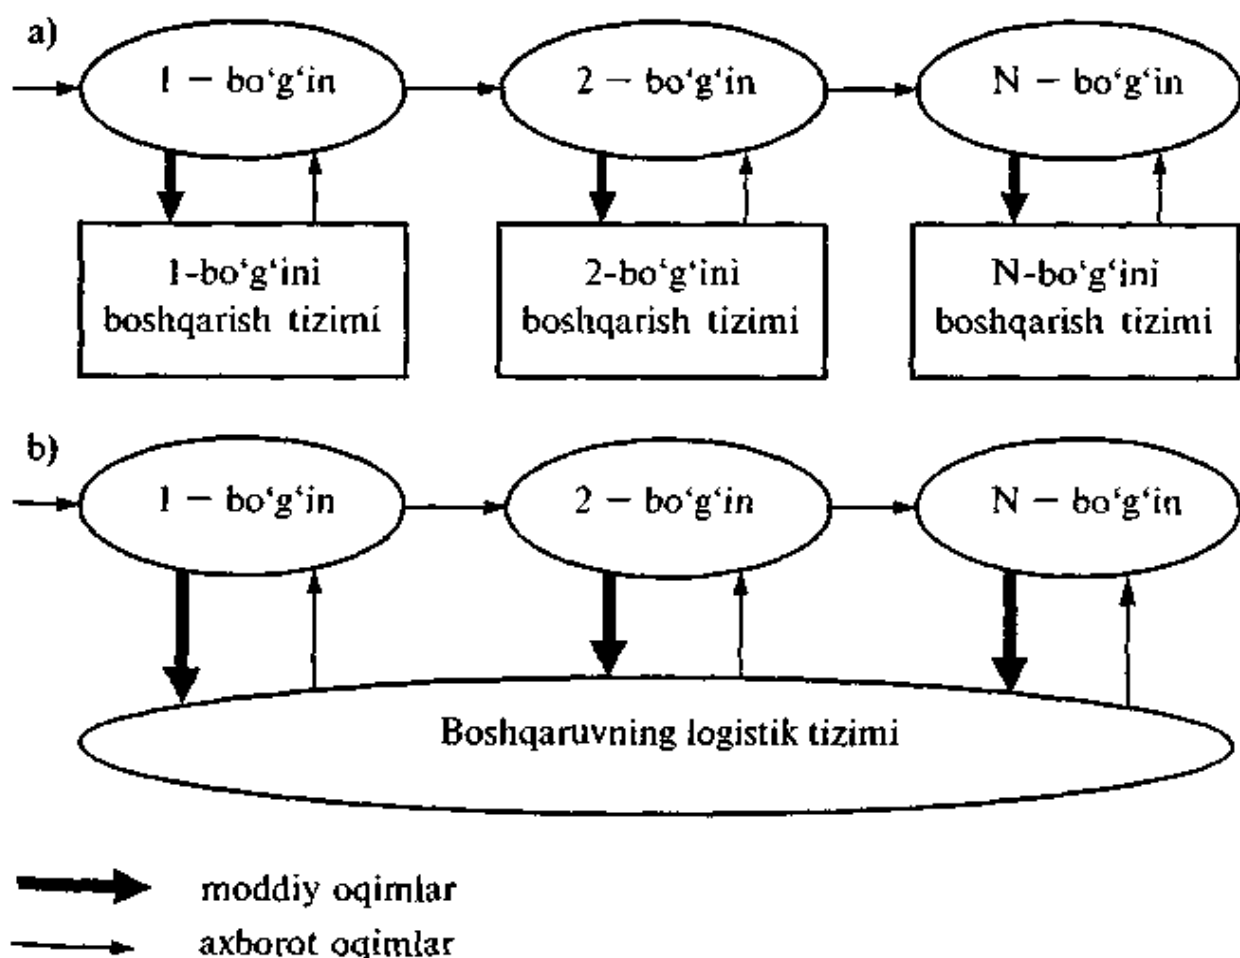 a)
1 – bo‘g‘in
2 – bo‘g‘in
N – bo‘g‘in
1-bo‘g‘ini
boshqarish tizimi
2-bo‘g‘ini
boshqarish tizimi
N-bo‘g‘ini
boshqarish tizimi
b)
1 – bo‘g‘in
2 – bo‘g‘in
N – bo‘g‘in
Boshqaruvning logistik tizimi
moddiy oqimlar
axborot oqimlar